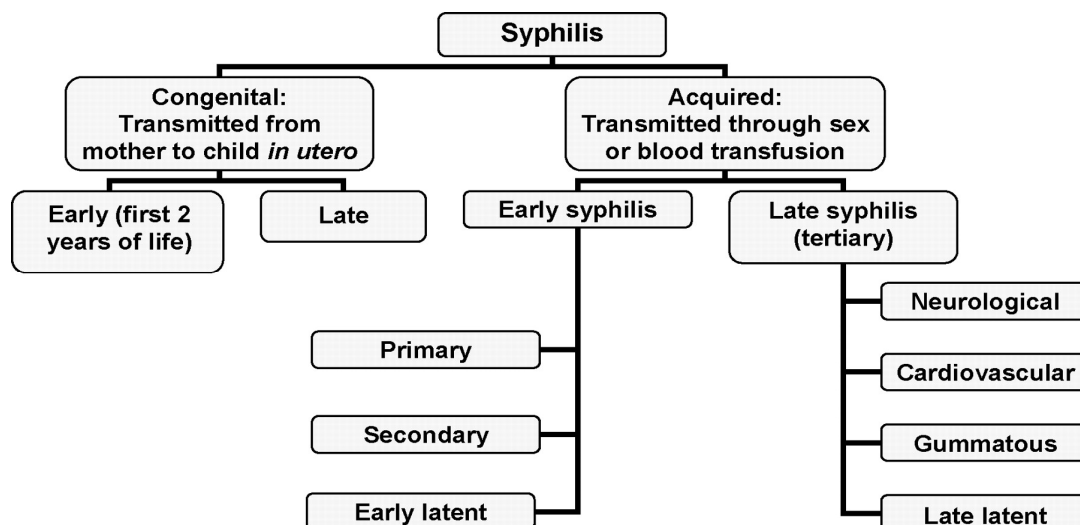 Syphilis
Congenital:
Transmitted from
mother to child in utero
Acquired:
Transmitted through sex
or blood transfusion
Early (first 2
years of life)
Late
Early syphilis
Late syphilis
(tertiary)
Primary
Secondary
Early latent
Neurological
Cardiovascular
Gummatous
Late latent